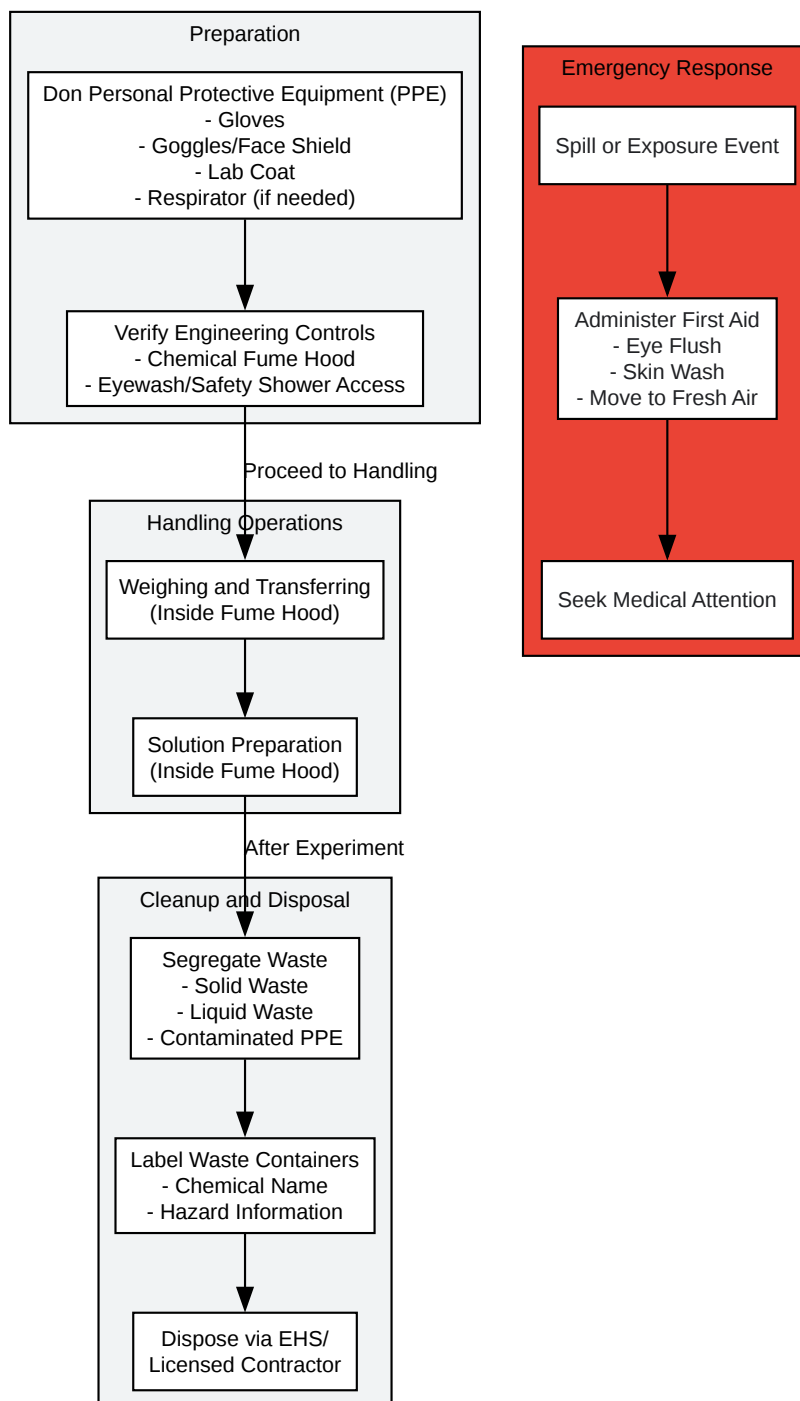 Preparation
Don Personal Protective Equipment (PPE)
- Gloves
- Goggles/Face Shield
- Lab Coat
- Respirator (if needed)
Verify Engineering Controls
- Chemical Fume Hood
- Eyewash/Safety Shower Access
Proceed to Handling
Handling Operations
Weighing and Transferring
(Inside Fume Hood)
Solution Preparation
(Inside Fume Hood)
After Experiment
Cleanup and Disposal
Segregate Waste
- Solid Waste
- Liquid Waste
- Contaminated PPE
Label Waste Containers
- Chemical Name
- Hazard Information
Dispose via EHS/
Licensed Contractor
Emergency Response
Spill or Exposure Event
Administer First Aid
- Eye Flush
- Skin Wash
- Move to Fresh Air
Seek Medical Attention